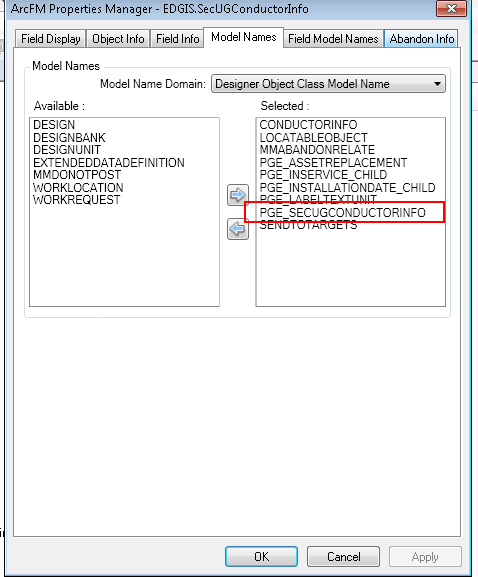 ArcFM Properties Manager - EDGIS.SecUGConductorInfo
Field Display Object Info Field Info Model Names Field Model Names Abandon Info
Model Names
Model Name Domain: Designer Object Class Model Name
Available : Selected :
DESIGN CONDUCTORINFO
DESIGNBANK LOCATABLEOBJECT
DESIGNUNIT MMABANDONRELATE
EXTENDEDDATADEFINITION PGE_ASSETREPLACEMENT
MMDONOTPOST PGE_INSERVICE_CHILD
WORKLOCATION PGE_INSTALLATIONDATE_CHILD
WORKREQUEST PGE_LABELTEXTUNIT
PGE_SECUGCONDUCTORINFO
SENDTOTARGETS
OK Cancel Apply